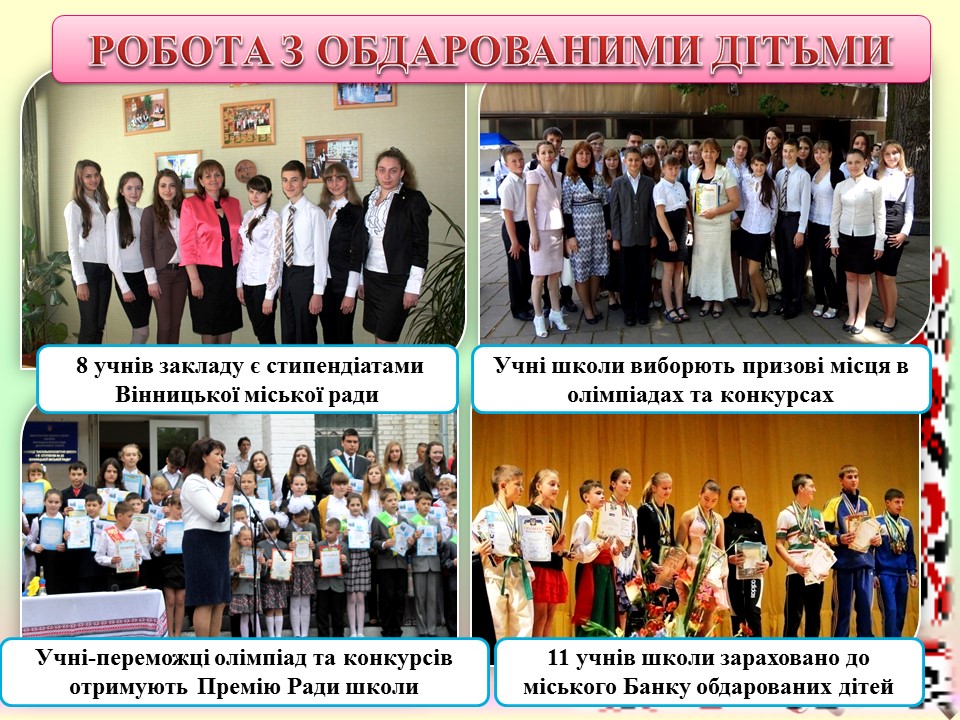 РОБОТА З ОБДАРОВАНИМИ ДІТЬМИ
8 учнів закладу є стипендіатами
Вінницької міської ради
Учні школи виборють призові місця в
олімпіадах та конкурсах
Учні-переможці олімпіад та конкурсів
отримують Премію Ради школи
11 учнів школи зараховано до
міського Банку обдарованих дітей